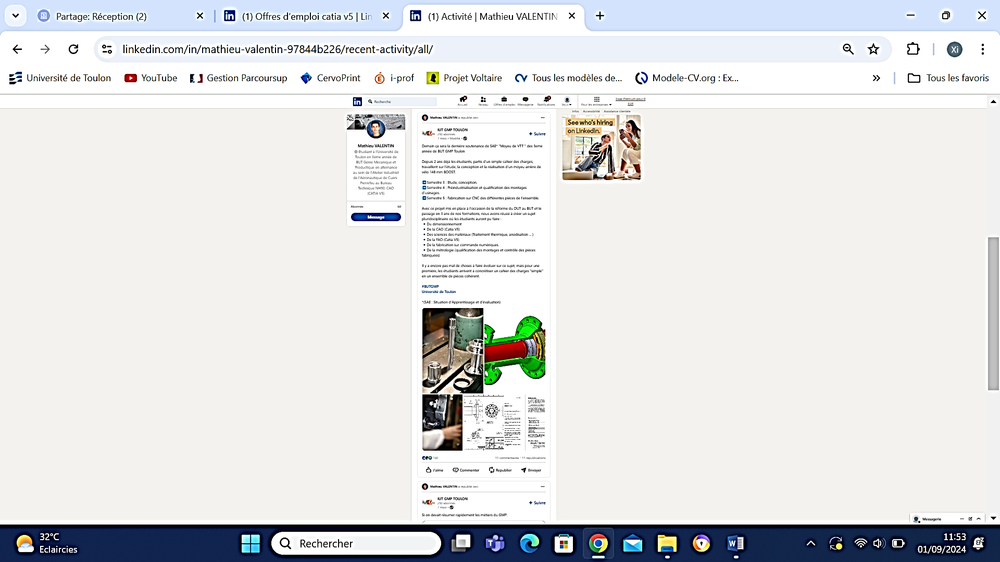 Partage: Réception (2)
(1) Offres d'emploi catia v5 | Lin
(1) Activité | Mathieu VALENTIN
linkedin.com/in/mathieu-valentin-97844b226/recent-activity/all/
Xi
Université de Toulon
YouTube
Gestion Parcoursup
CervoPrint
i-prof
Projet Voltaire
Tous les modèles de...
Modele-CV.org : Ex...
Tous les favoris
in
Recherche
Accueil
Réseau
Offres d'emploi
Messagerie
Notifications
Vous
Pour les entreprises
Essai Premium pour 0
EUR
Infos Accessibilité Assistance clientèle
Mathieu VALENTIN
Étudiant à l'Université de
Toulon en 3ème année de
BUT Génie Mécanique et
Productique en alternance
au sein de l'Atelier Industriel
de l'Aéronautique de Cuers
Pierrefeu au Bureau
Technique NH90. CAO
(CATIA V5)
Abonnés 60
Message
Mathieu VALENTIN a republié ceci
IUT GMP TOULON
290 abonnés
7 mois • Modifié •
+ Suivre
Demain ça sera la dernière soutenance de SAE* "Moyeu de VTT " des 3eme
année de BUT GMP Toulon
Depuis 2 ans déjà les étudiants, partis d'un simple cahier des charges,
travaillent sur l'étude, la conception et la réalisation d'un moyeu arrière de
vélo 148 mm BOOST.
➡ Semestre 3 : Etude, conception.
➡ Semestre 4 : Préindustrialisation et qualification des montages
d'usinages.
➡ Semestre 5 : Fabrication sur CNC des différentes pièces de l'ensemble.
Avec ce projet mis en place à l'occasion de la réforme du DUT au BUT et le
passage en 3 ans de nos formations, nous avons réussi à créer un sujet
pluridisciplinaire où les étudiants auront pu faire :
🔸 Du dimensionnement
🔸 De la CAO (Catia V5)
🔸 Des sciences des matériaux (Traitement thermique, anodisation ... )
🔸 De la FAO (Catia V5)
🔸 De la fabrication sur commande numériques.
🔸 De la métrologie (qualification des montages et contrôle des pièces
fabriquées)
Il y a encore pas mal de choses à faire évoluer sur ce sujet, mais pour une
première, les étudiants arrivent à concrétiser un cahier des charges "simple"
en un ensemble de pièces cohérent.
#BUTGMP
Université de Toulon
*(SAE : Situation d'Apprentissage et d'évaluation)
100
11 commentaires · 11 republications
J'aime
Commenter
Republier
Envoyer
Mathieu VALENTIN a republié ceci
IUT GMP TOULON
290 abonnés
7 mois •
+ Suivre
Si on devait résumer rapidement les métiers du GMP.
See who's hiring
on LinkedIn.
Messagerie
32°C
Eclaircies
Rechercher
11:53
01/09/2024